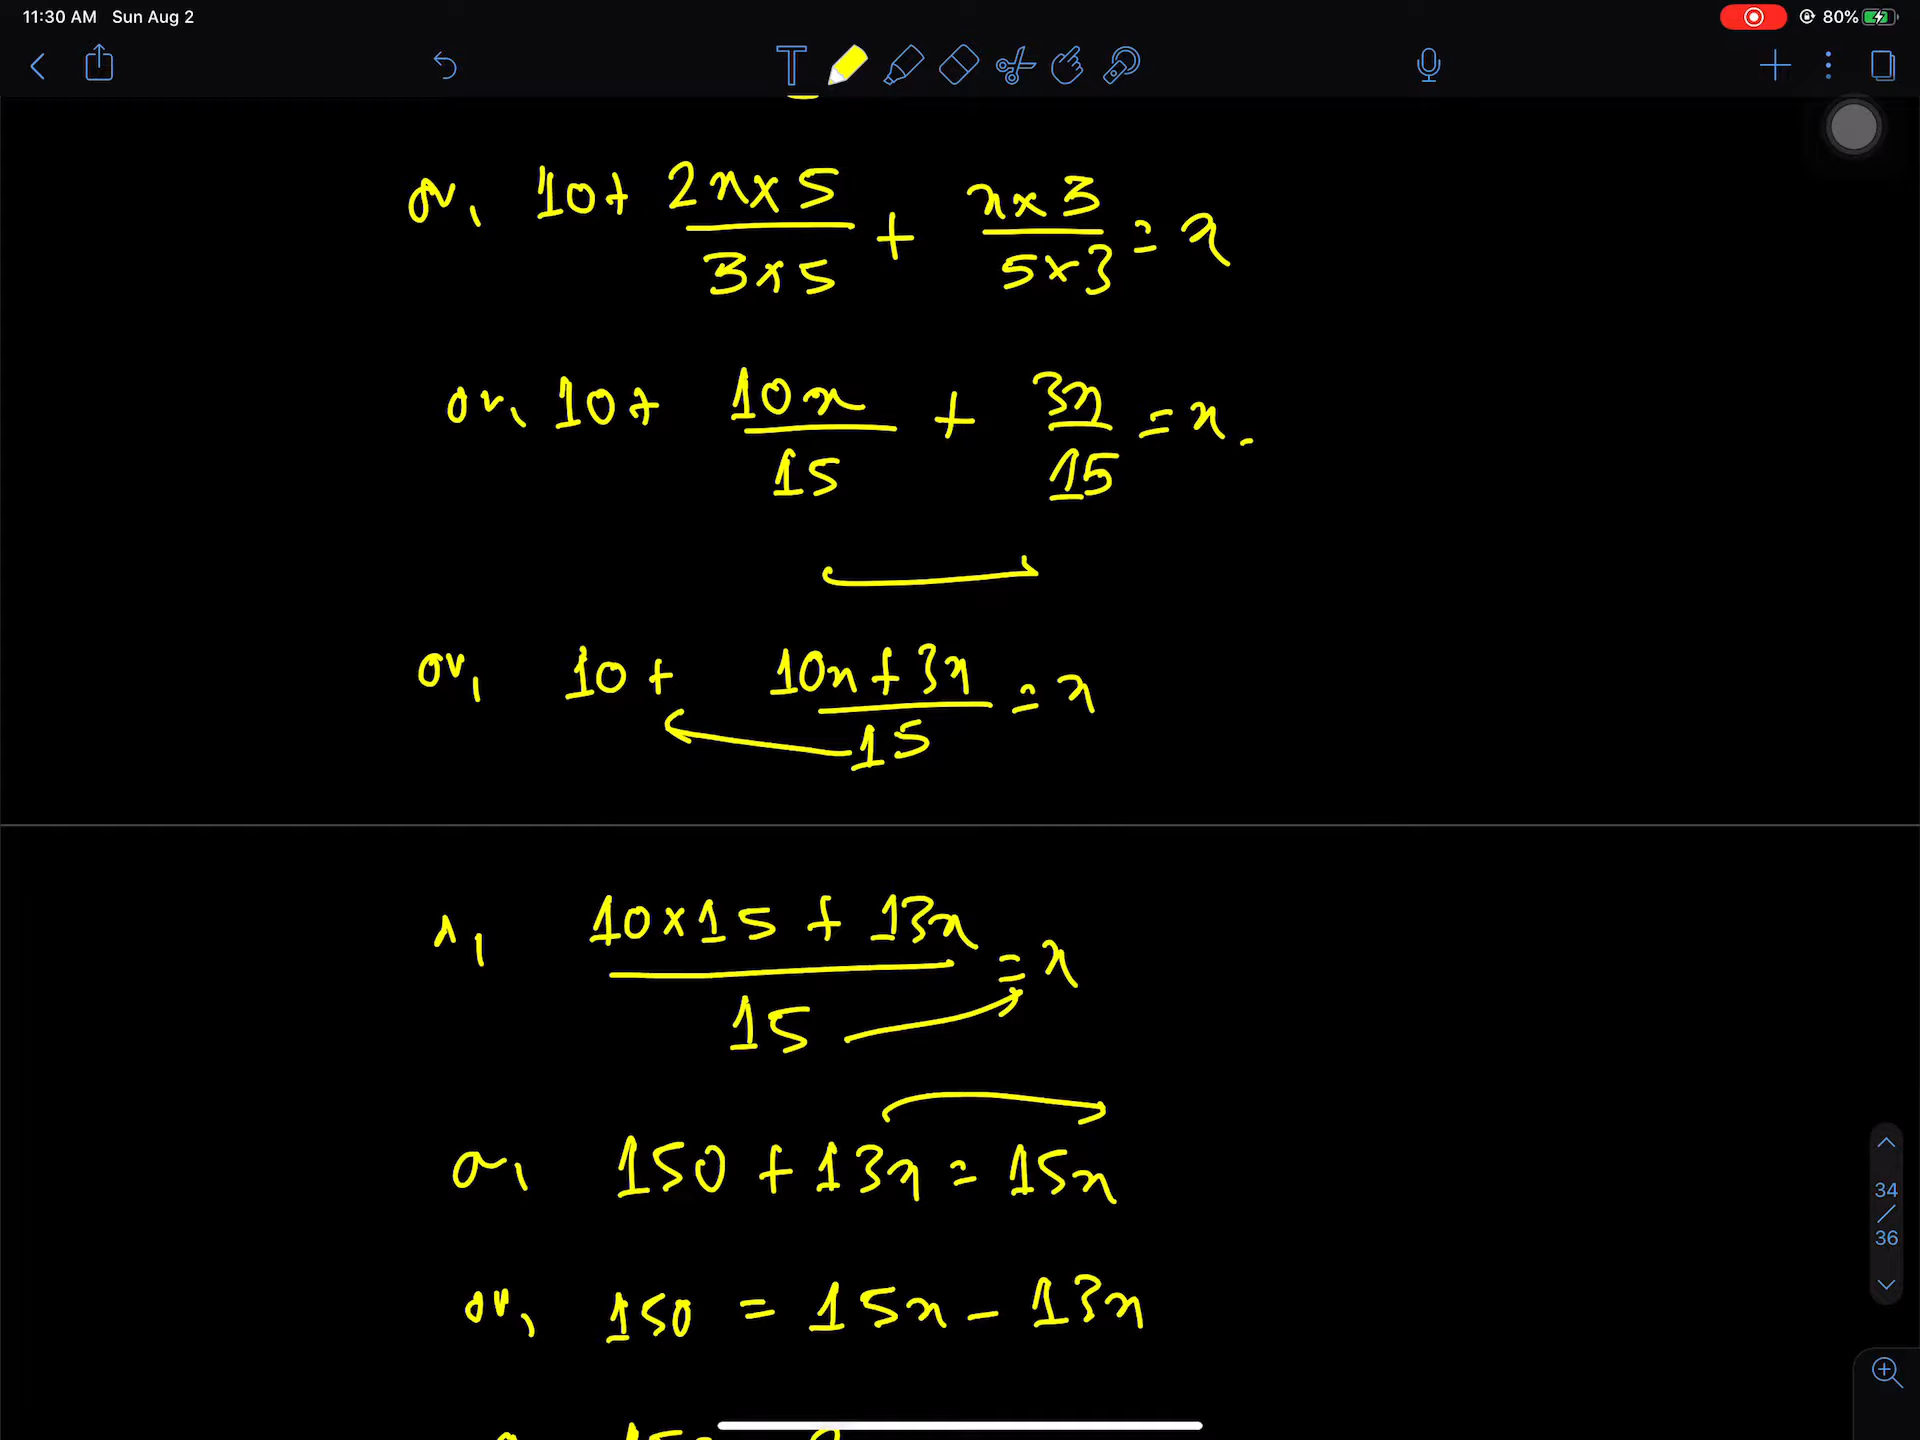 11:30 AM Sun Aug 2
80%
or, 10+ 2x×5/3×5 + x×3/5×3 = x
or, 10+ 10x/15 + 3x/15 = x.
or, 10+ 10x+3x/15 = x
10×15 + 13x/15 = x
or, 150 + 13x = 15x
or, 150 = 15x - 13x
34
/
36